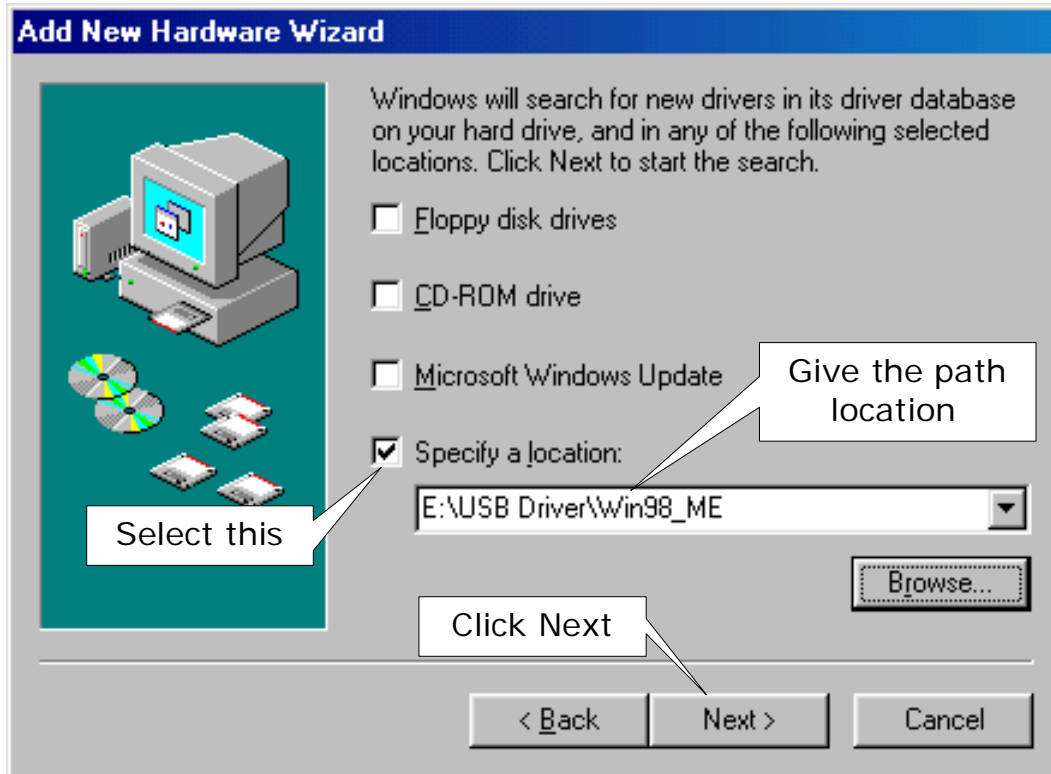 Add New Hardware Wizard
Windows will search for new drivers in its driver database
on your hard drive, and in any of the following selected
locations. Click Next to start the search.
Floppy disk drives
CD-ROM drive
Microsoft Windows Update
Give the path
location
Specify a location:
E:\USB Driver\Win98_ME
Select this
Browse...
Click Next
< Back
Next >
Cancel